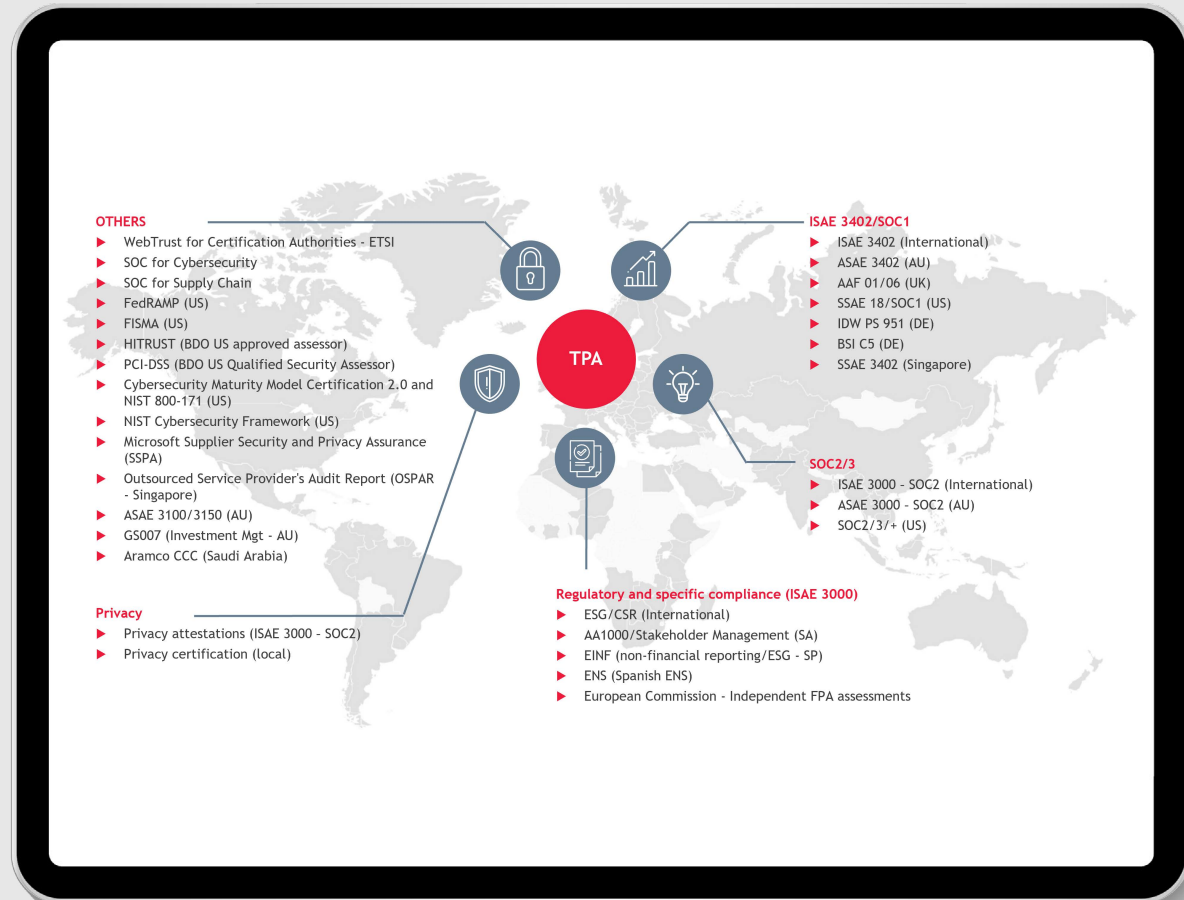 OTHERS
WebTrust for Certification Authorities - ETSI
SOC for Cybersecurity
SOC for Supply Chain
FedRAMP (US)
FISMA (US)
HITRUST (BDO US approved assessor)
PCI-DSS (BDO US Qualified Security Assessor)
Cybersecurity Maturity Model Certification 2.0 and
NIST 800-171 (US)
NIST Cybersecurity Framework (US)
Microsoft Supplier Security and Privacy Assurance
(SSPA)
Outsourced Service Provider's Audit Report (OSPAR
- Singapore)
ASAE 3100/3150 (AU)
GS007 (Investment Mgt - AU)
Aramco CCC (Saudi Arabia)
Privacy
Privacy attestations (ISAE 3000 - SOC2)
Privacy certification (local)
TPA
ISAE 3402/SOC1
ISAE 3402 (International)
ASAE 3402 (AU)
AAF 01/06 (UK)
SSAE 18/SOC1 (US)
IDW PS 951 (DE)
BSI C5 (DE)
SSAE 3402 (Singapore)
SOC2/3
ISAE 3000 - SOC2 (International)
ASAE 3000 - SOC2 (AU)
SOC2/3/+ (US)
Regulatory and specific compliance (ISAE 3000)
ESG/CSR (International)
AA1000/Stakeholder Management (SA)
EINF (non-financial reporting/ESG - SP)
ENS (Spanish ENS)
European Commission - Independent FPA assessments